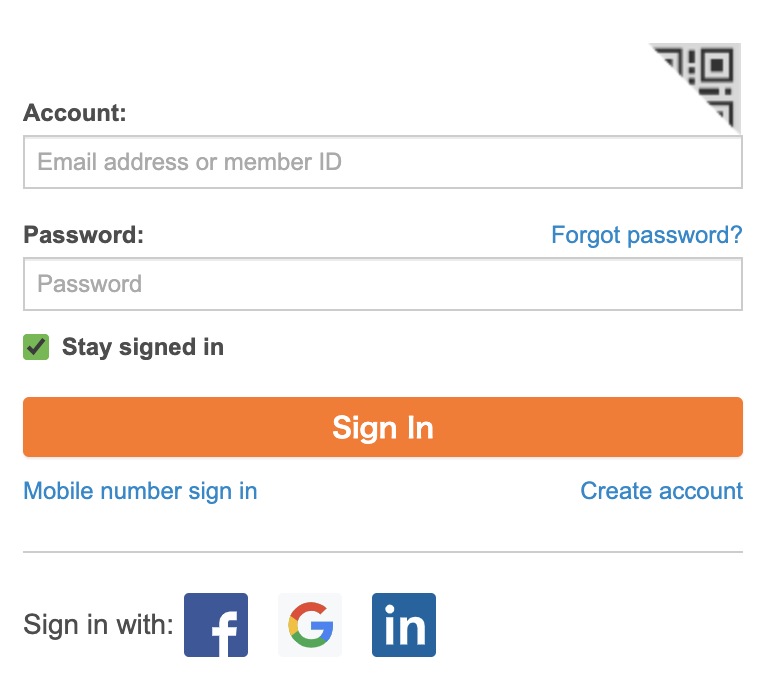 Account:
Email address or member ID
Password: Forgot password?
Password
Stay signed in
Sign In
Mobile number sign in Create account
Sign in with: f G in